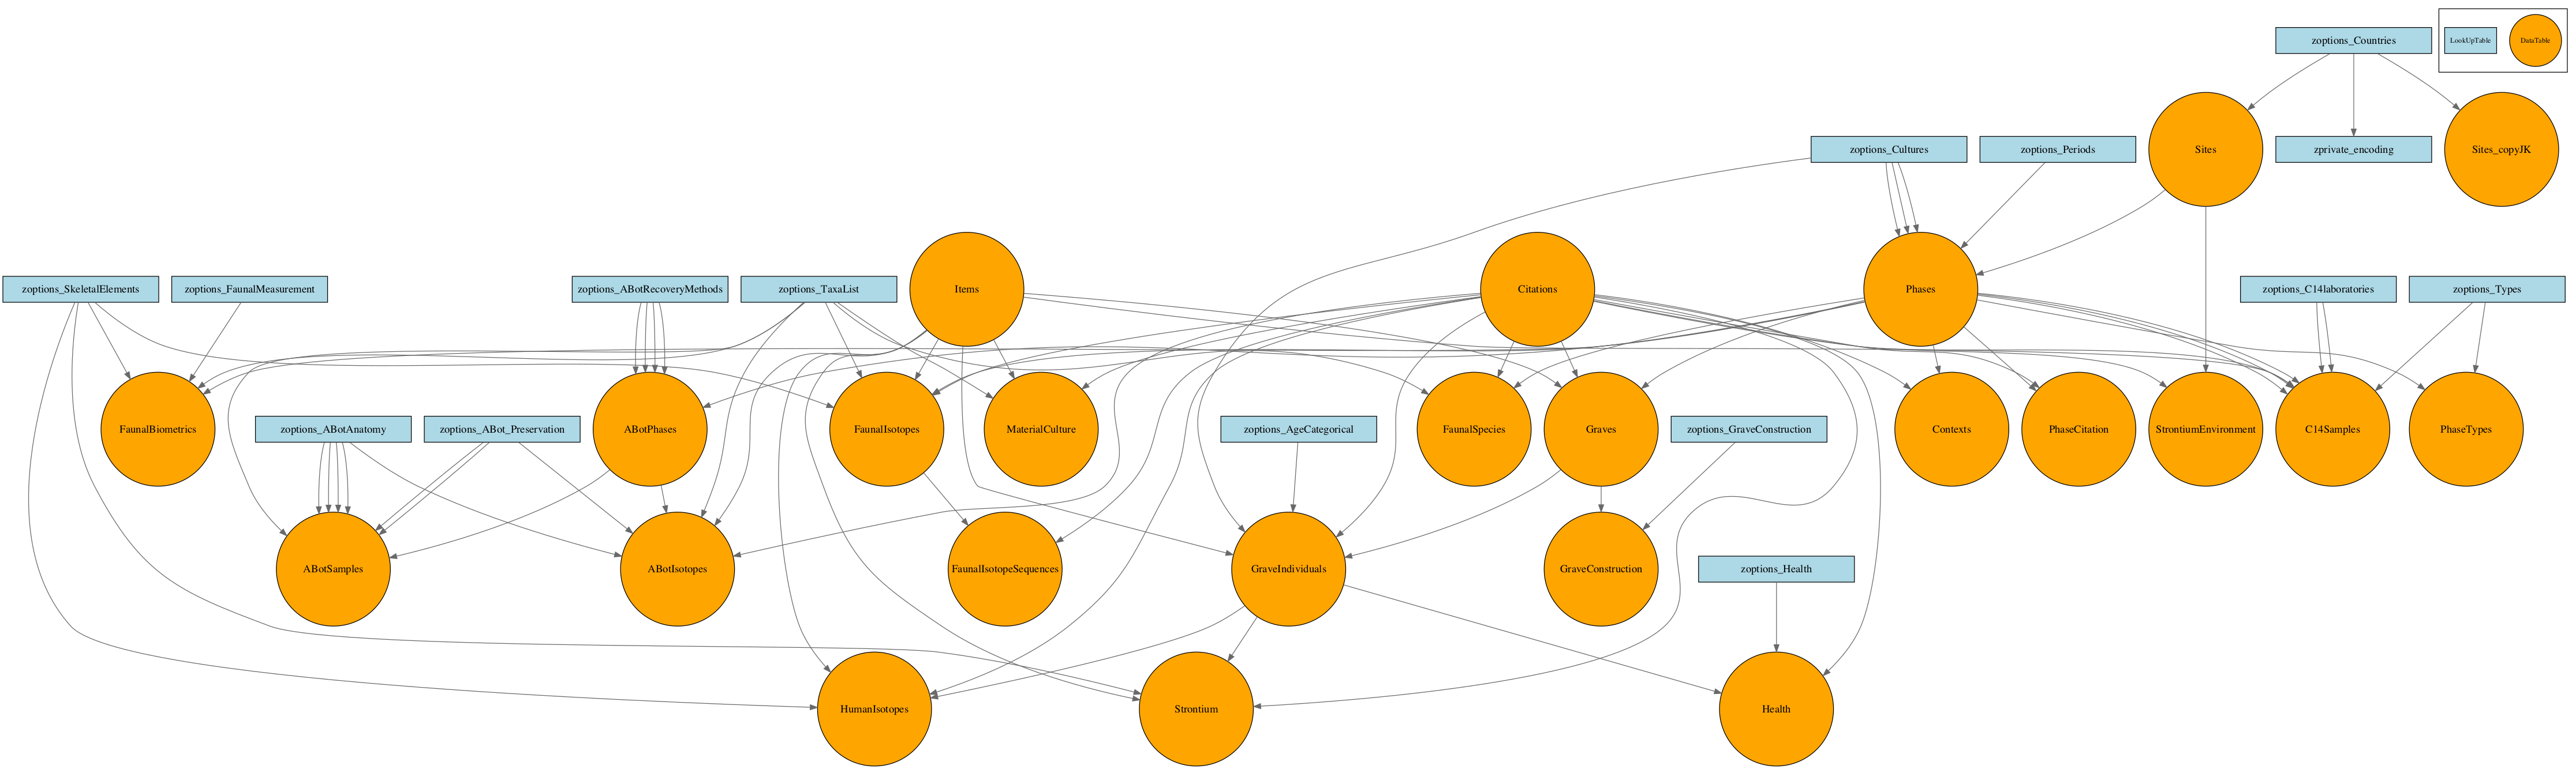 zoptions_Countries
LookUpTable
DataTable
zoptions_Cultures
zoptions_Periods
Sites
zprivate_encoding
Sites_copyJK
zoptions_SkeletalElements
zoptions_FaunalMeasurement
zoptions_ABotRecoveryMethods
zoptions_TaxaList
Items
Citations
Phases
zoptions_C14laboratories
zoptions_Types
FaunalBiometrics
zoptions_ABotAnatomy
zoptions_ABot_Preservation
ABotPhases
FaunalIsotopes
MaterialCulture
zoptions_AgeCategorical
FaunalSpecies
Graves
zoptions_GraveConstruction
Contexts
PhaseCitation
StrontiumEnvironment
C14Samples
PhaseTypes
ABotSamples
ABotIsotopes
FaunalIsotopeSequences
GraveIndividuals
GraveConstruction
zoptions_Health
HumanIsotopes
Strontium
Health